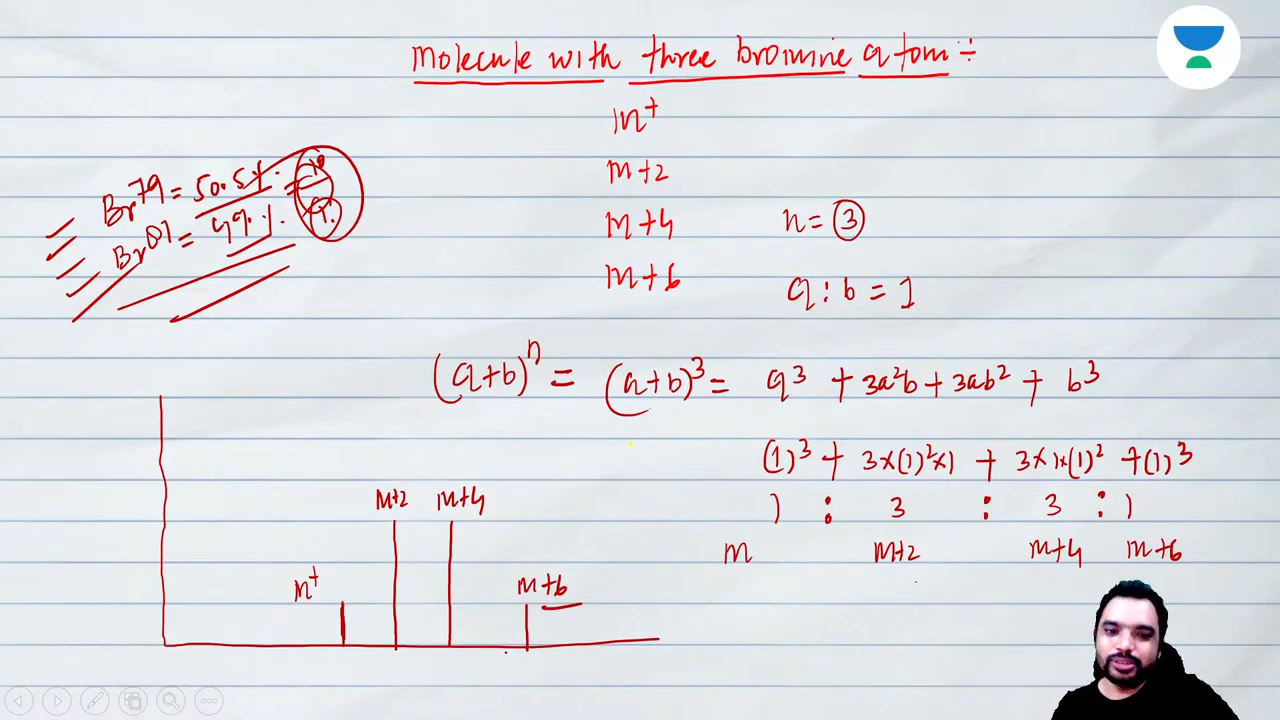 molecule with three bromine atom ÷
m+
m+2
m+4
m+6
Br79 = 50.5%.
Br81 = 49%.
n = 3
a : b = 1
(a+b)^n = (a+b)^3 = a^3 + 3a^2b + 3ab^2 + b^3
(1)^3 + 3×(1)^2×1 + 3×1×(1)^2 + (1)^3
1 : 3 : 3 : 1
m m+2 m+4 m+6
m+2 m+4
m+ m+6